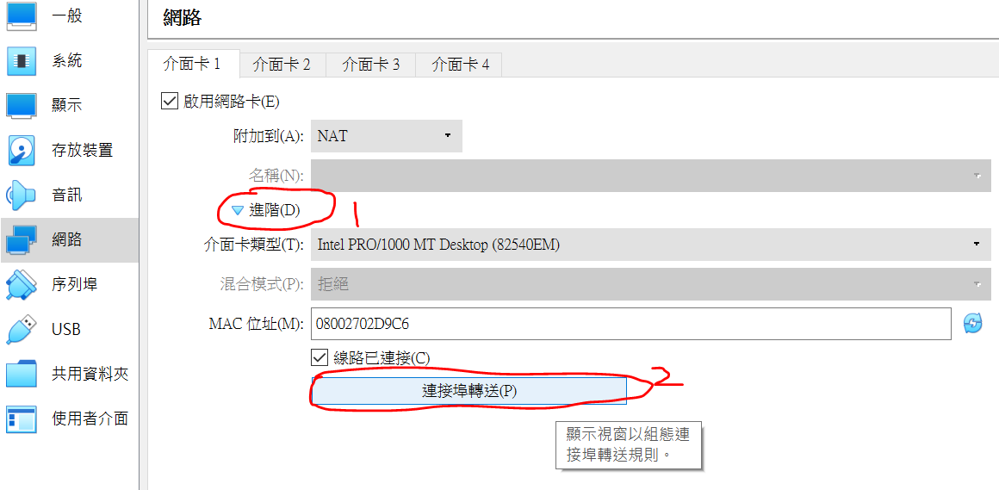 一般
系統
顯示
存放裝置
音訊
網路
序列埠
USB
共用資料夾
使用者介面
網路
介面卡 1
介面卡 2
介面卡 3
介面卡 4
啟用網路卡(E)
附加到(A): NAT
名稱(N):
進階(D)
1
介面卡類型(T): Intel PRO/1000 MT Desktop (82540EM)
混合模式(P): 拒絕
MAC 位址(M): 08002702D9C6
線路已連接(C)
連接埠轉送(P)
2
顯示視窗以組態連
接埠轉送規則。